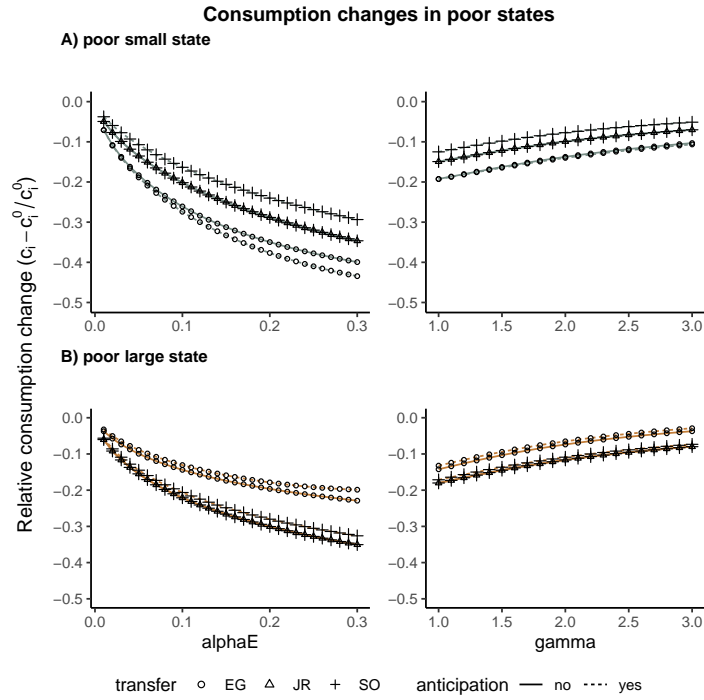 Consumption changes in poor states
A) poor small state
Relative consumption change (cᵢ − cᵢ⁰ / cᵢ⁰)
0.0
−0.1
−0.2
−0.3
−0.4
−0.5
0.0 0.1 0.2 0.3
0.0
−0.1
−0.2
−0.3
−0.4
−0.5
1.0 1.5 2.0 2.5 3.0
B) poor large state
0.0
−0.1
−0.2
−0.3
−0.4
−0.5
0.0 0.1 0.2 0.3
alphaE
0.0
−0.1
−0.2
−0.3
−0.4
−0.5
1.0 1.5 2.0 2.5 3.0
gamma
transfer EG JR SO anticipation no yes